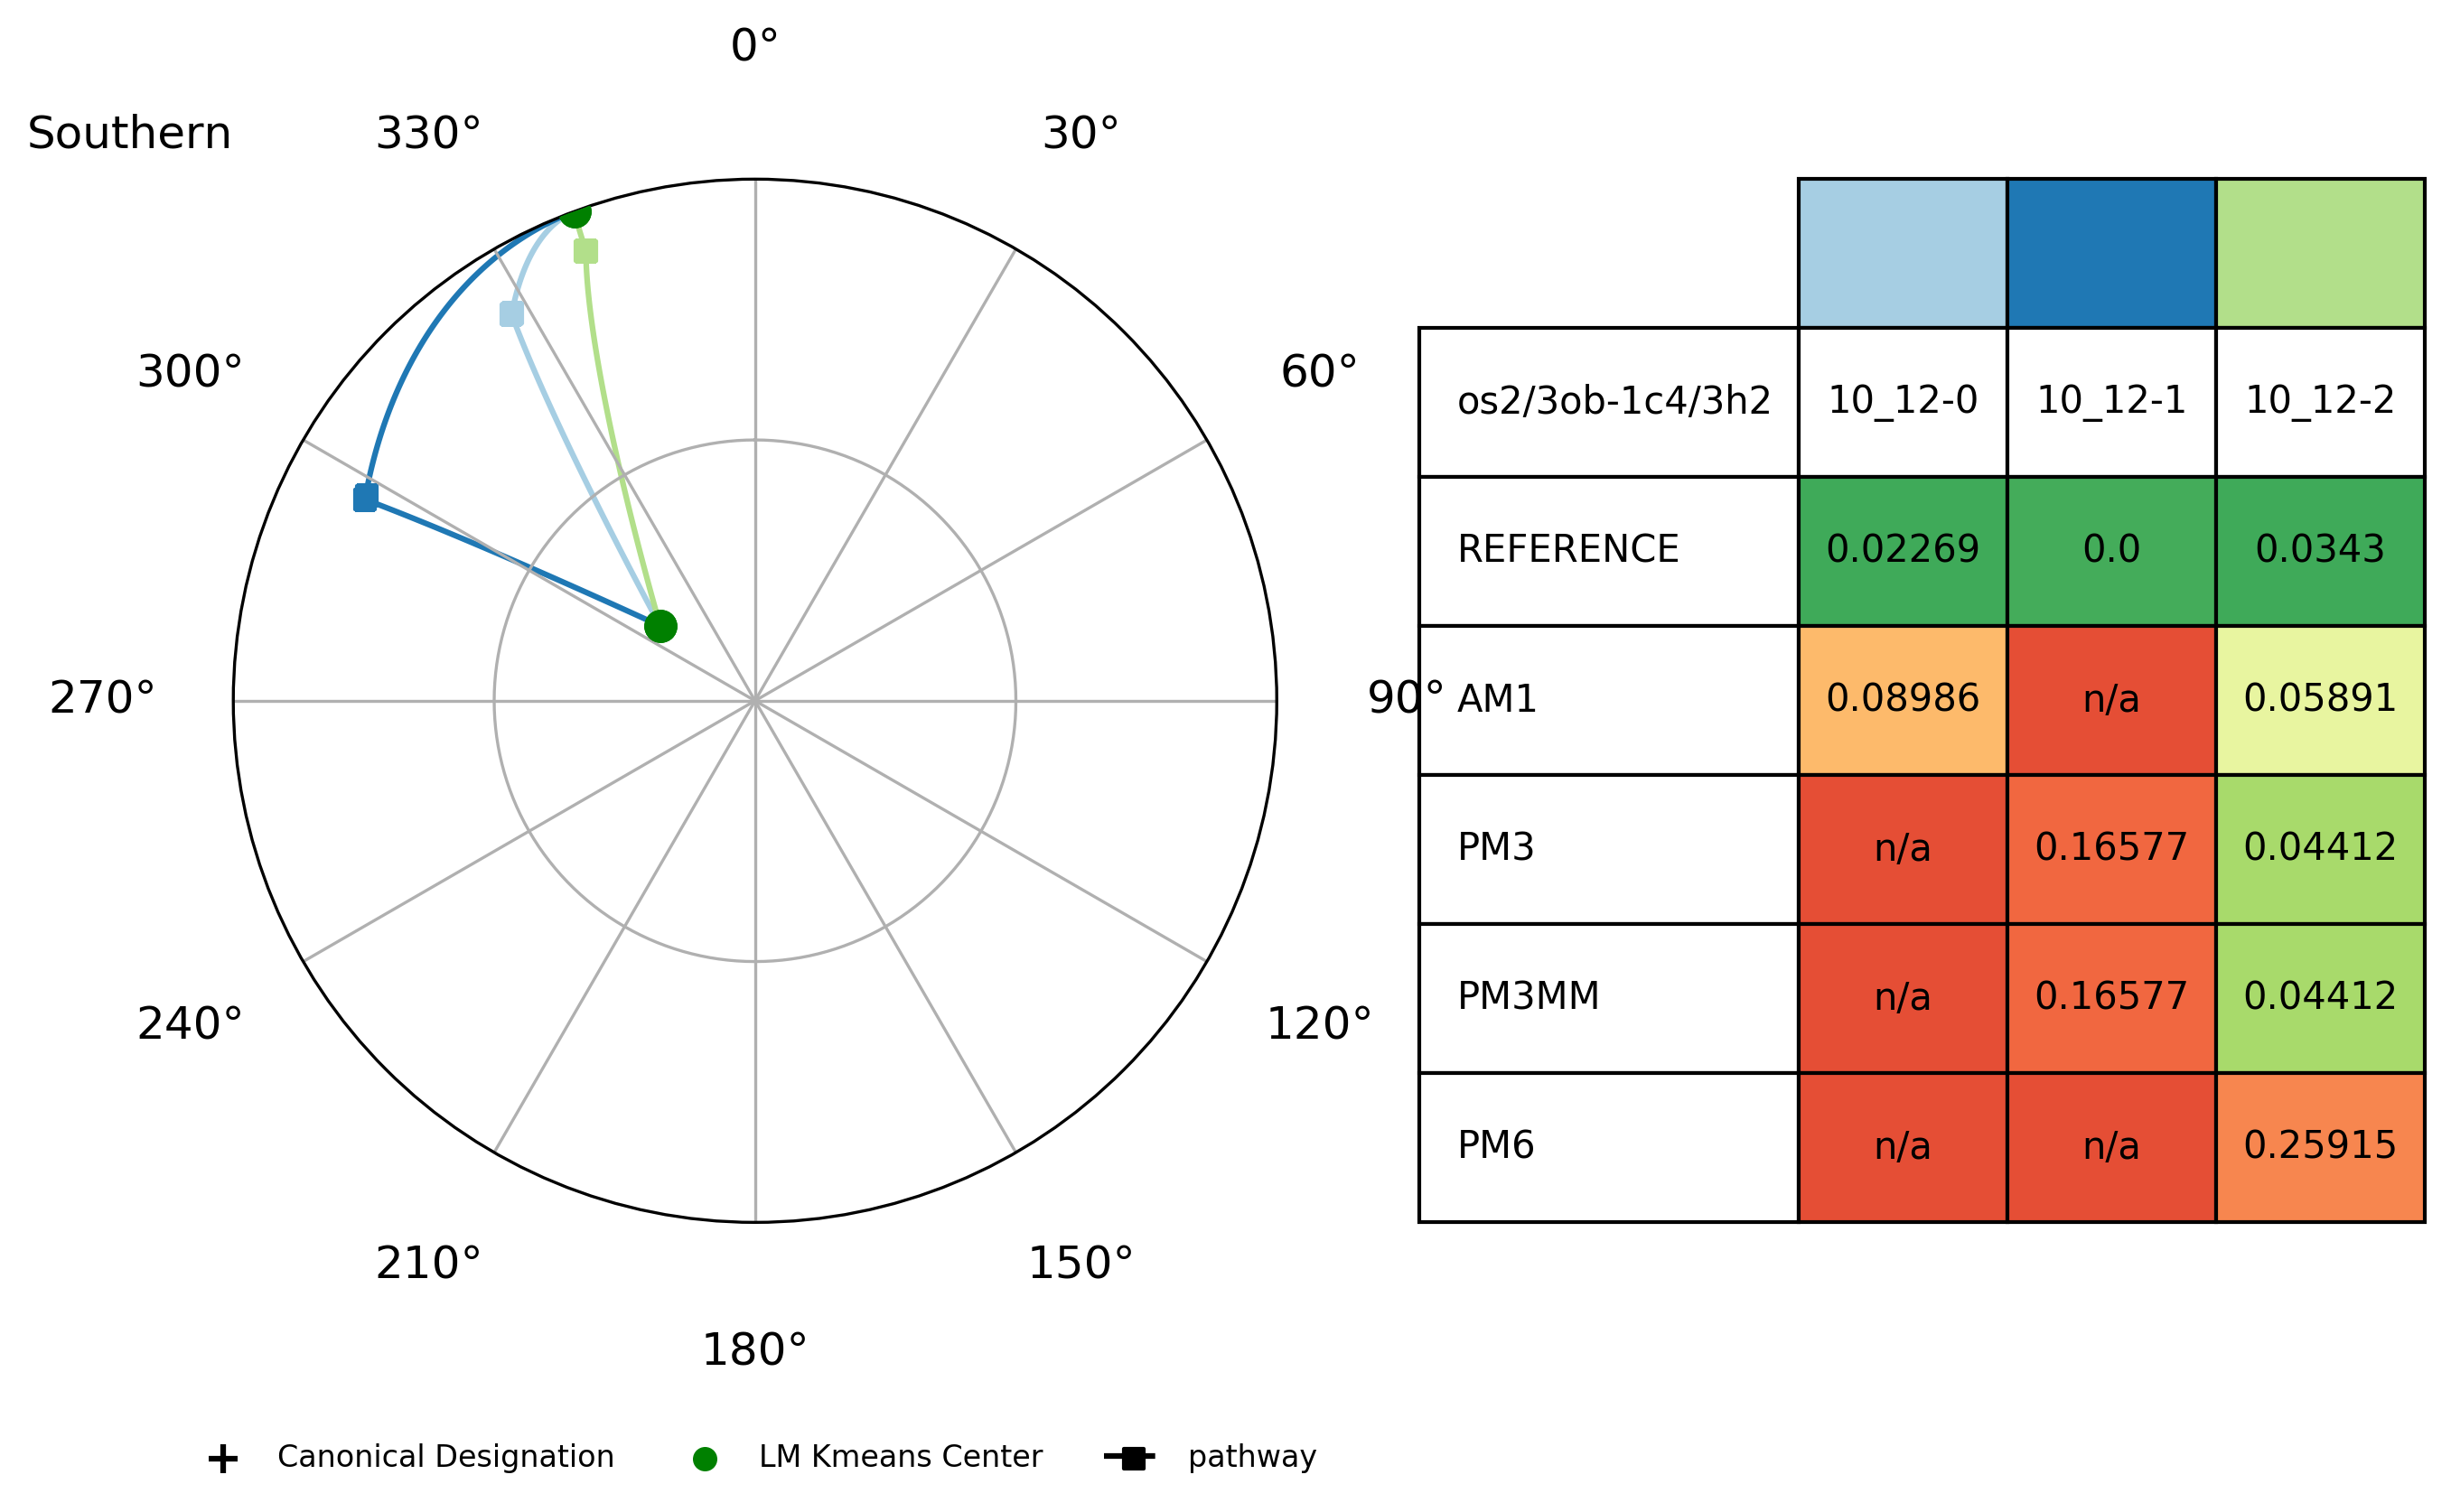 0°
Southern
330°
30°
300°
60°
270°
90°
240°
120°
210°
150°
180°
os2/3ob-1c4/3h2 10_12-0 10_12-1 10_12-2
REFERENCE 0.02269 0.0 0.0343
AM1 0.08986 n/a 0.05891
PM3 n/a 0.16577 0.04412
PM3MM n/a 0.16577 0.04412
PM6 n/a n/a 0.25915
Canonical Designation LM Kmeans Center pathway